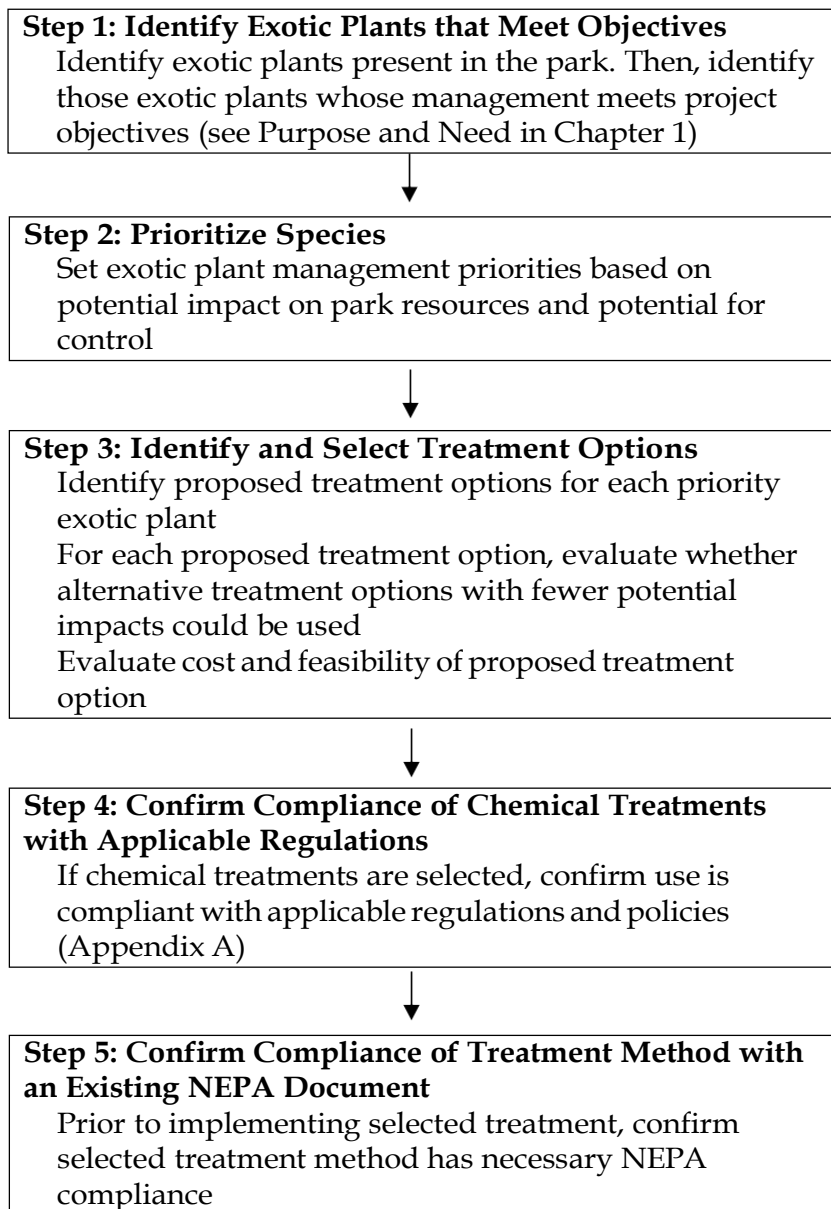 Step 1: Identify Exotic Plants that Meet Objectives
Identify exotic plants present in the park. Then, identify
those exotic plants whose management meets project
objectives (see Purpose and Need in Chapter 1)
Step 2: Prioritize Species
Set exotic plant management priorities based on
potential impact on park resources and potential for
control
Step 3: Identify and Select Treatment Options
Identify proposed treatment options for each priority
exotic plant
For each proposed treatment option, evaluate whether
alternative treatment options with fewer potential
impacts could be used
Evaluate cost and feasibility of proposed treatment
option
Step 4: Confirm Compliance of Chemical Treatments
with Applicable Regulations
If chemical treatments are selected, confirm use is
compliant with applicable regulations and policies
(Appendix A)
Step 5: Confirm Compliance of Treatment Method with
an Existing NEPA Document
Prior to implementing selected treatment, confirm
selected treatment method has necessary NEPA
compliance